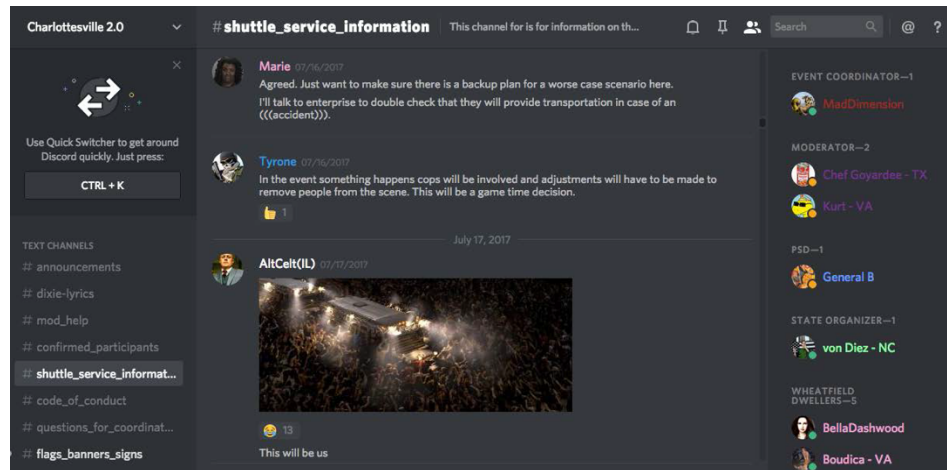 Charlottesville 2.0
Use Quick Switcher to get around
Discord quickly. Just press:
CTRL + K
TEXT CHANNELS
# announcements
# dixie-lyrics
# mod_help
# confirmed_participants
# shuttle_service_informat...
# code_of_conduct
# questions_for_coordinat...
# flags_banners_signs
#shuttle_service_information
This channel for is for information on th...
Search
@
?
Marie 07/16/2017
Agreed. Just want to make sure there is a backup plan for a worse case scenario here.
I'll talk to enterprise to double check that they will provide transportation in case of an
(((accident))).
Tyrone 07/16/2017
In the event something happens cops will be involved and adjustments will have to be made to
remove people from the scene. This will be a game time decision.
1
July 17, 2017
AltCelt(IL) 07/17/2017
13
This will be us
EVENT COORDINATOR—1
MadDimension
MODERATOR—2
Chef Goyardee - TX
Kurt - VA
PSD—1
General B
STATE ORGANIZER—1
von Diez - NC
WHEATFIELD
DWELLERS—5
BellaDashwood
Boudica - VA